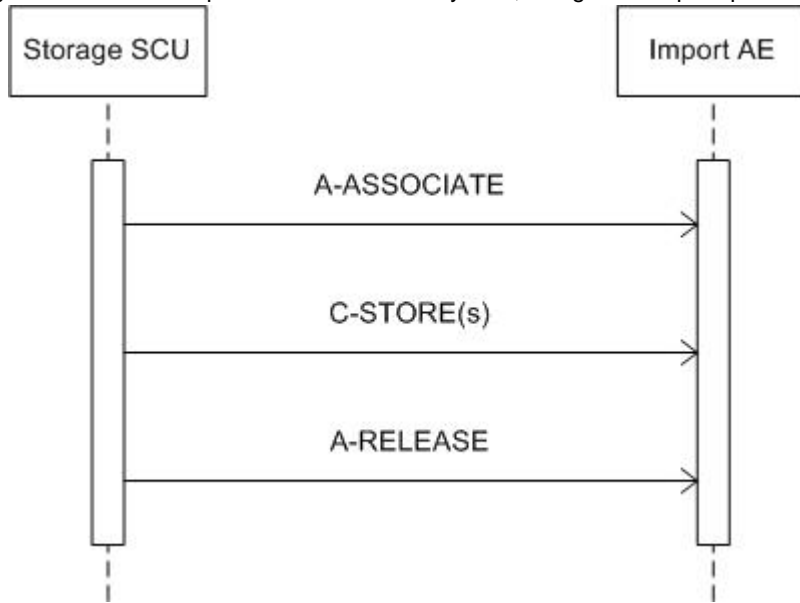 Storage SCU
Import AE
A-ASSOCIATE
C-STORE(s)
A-RELEASE